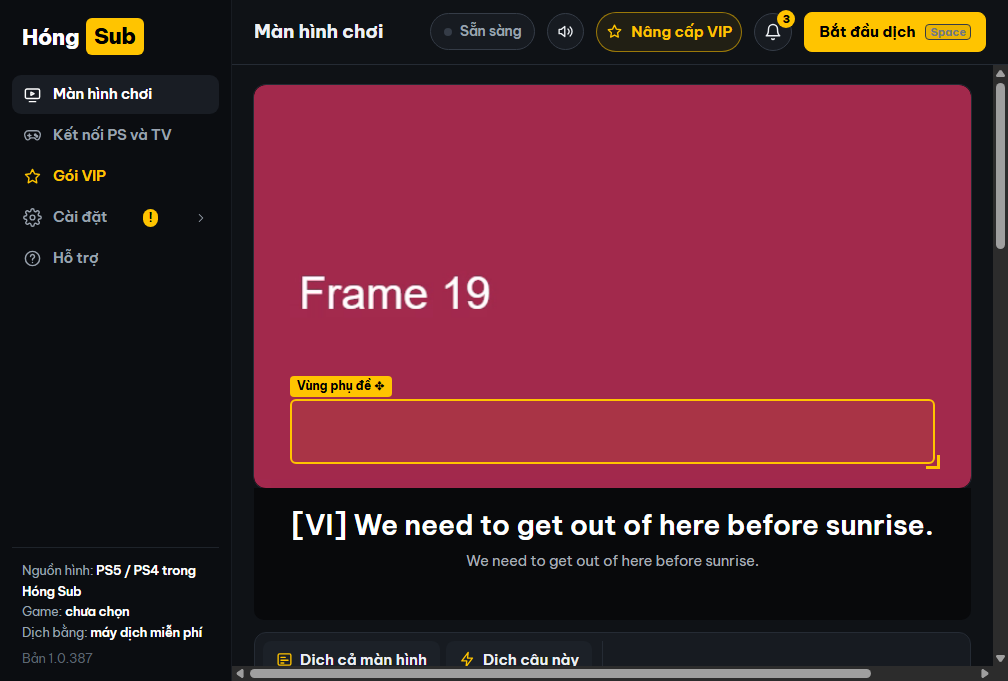 Hóng Sub
Màn hình chơi
Kết nối PS và TV
Gói VIP
Cài đặt !
Hỗ trợ
Nguồn hình: PS5 / PS4 trong
Hóng Sub
Game: chưa chọn
Dịch bằng: máy dịch miễn phí
Bản 1.0.387
Màn hình chơi
Sẵn sàng
Nâng cấp VIP
3
Bắt đầu dịch Space
Frame 19
Vùng phụ đề
[VI] We need to get out of here before sunrise.
We need to get out of here before sunrise.
Dịch cả màn hình
Dịch câu này